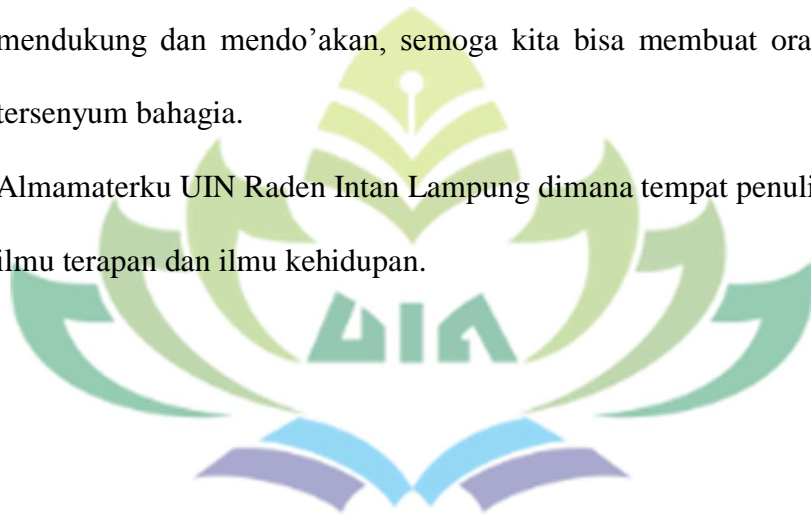 mendukung dan mendo’akan, semoga kita bisa membuat ora
tersenyum bahagia.
Almamaterku UIN Raden Intan Lampung dimana tempat penuli
ilmu terapan dan ilmu kehidupan.
UIN